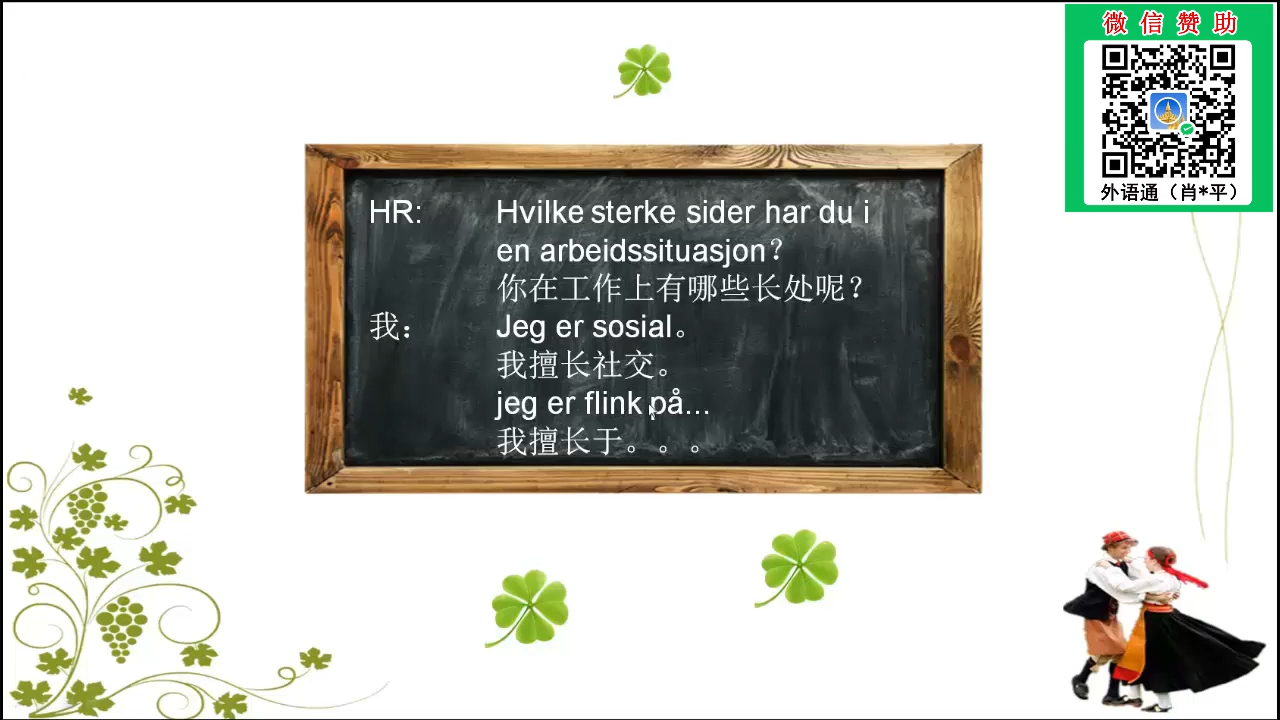 微信赞助
外语通（肖*平）
HR: Hvilke sterke sider har du i
en arbeidssituasjon？
你在工作上有哪些长处呢？
我： Jeg er sosial。
我擅长社交。
jeg er flink på...
我擅长于。。。